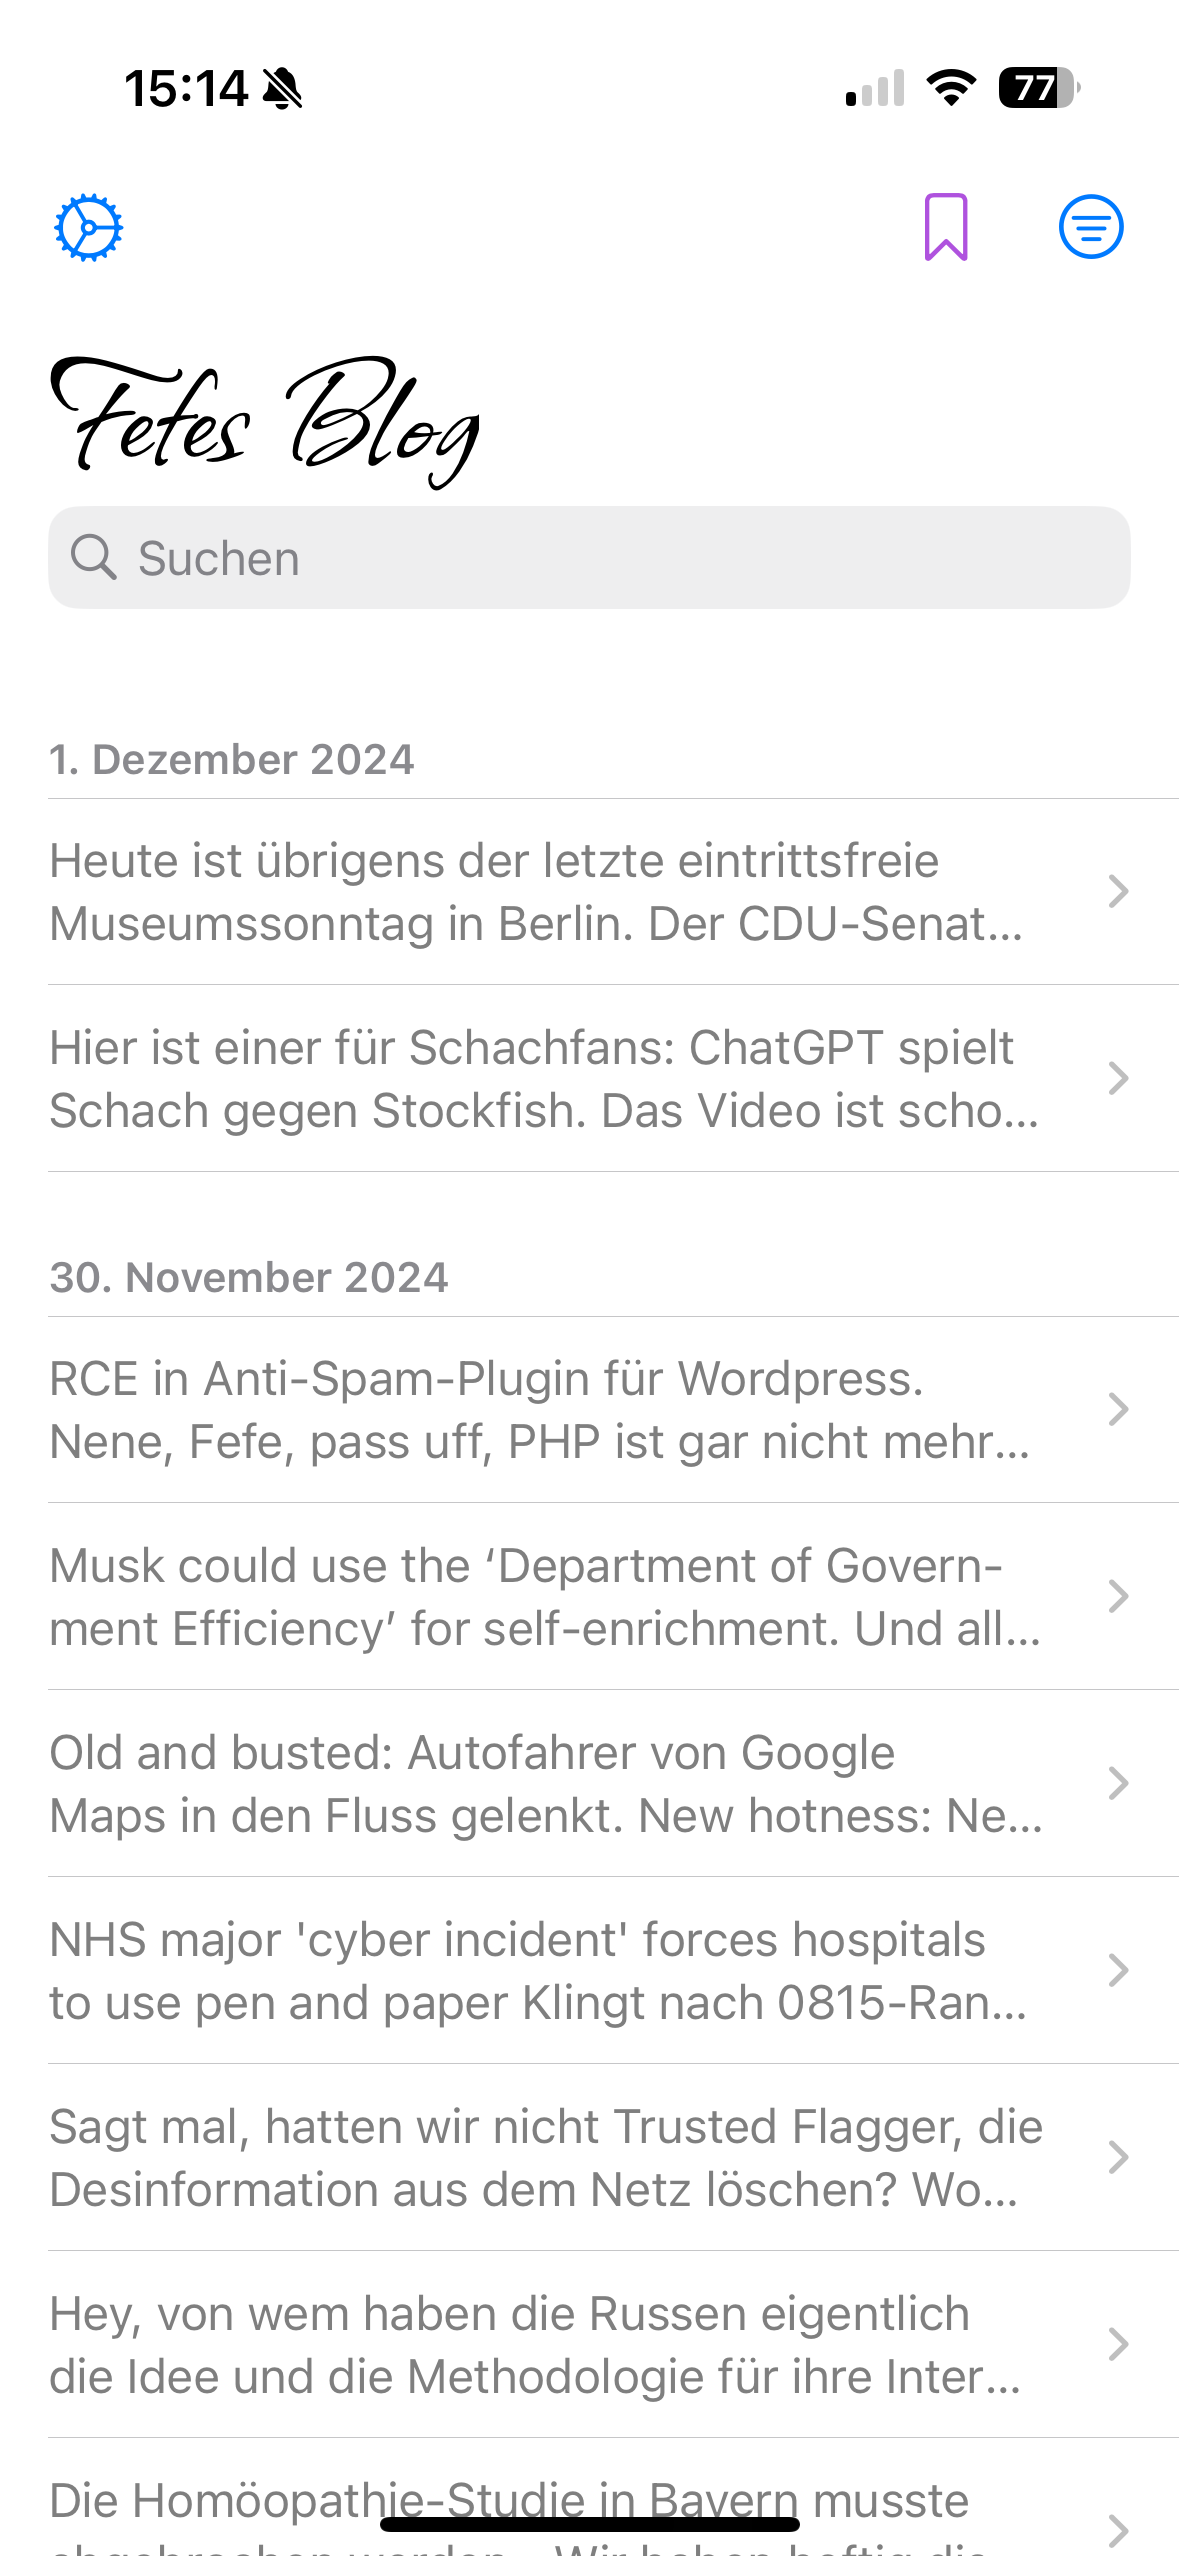 15:14
77
Fefes Blog
Suchen
1. Dezember 2024
Heute ist übrigens der letzte eintrittsfreie
Museumssonntag in Berlin. Der CDU-Senat...
Hier ist einer für Schachfans: ChatGPT spielt
Schach gegen Stockfish. Das Video ist scho...
30. November 2024
RCE in Anti-Spam-Plugin für Wordpress.
Nene, Fefe, pass uff, PHP ist gar nicht mehr...
Musk could use the ‘Department of Govern-
ment Efficiency’ for self-enrichment. Und all...
Old and busted: Autofahrer von Google
Maps in den Fluss gelenkt. New hotness: Ne...
NHS major 'cyber incident' forces hospitals
to use pen and paper Klingt nach 0815-Ran...
Sagt mal, hatten wir nicht Trusted Flagger, die
Desinformation aus dem Netz löschen? Wo...
Hey, von wem haben die Russen eigentlich
die Idee und die Methodologie für ihre Inter...
Die Homöopathie-Studie in Bayern musste